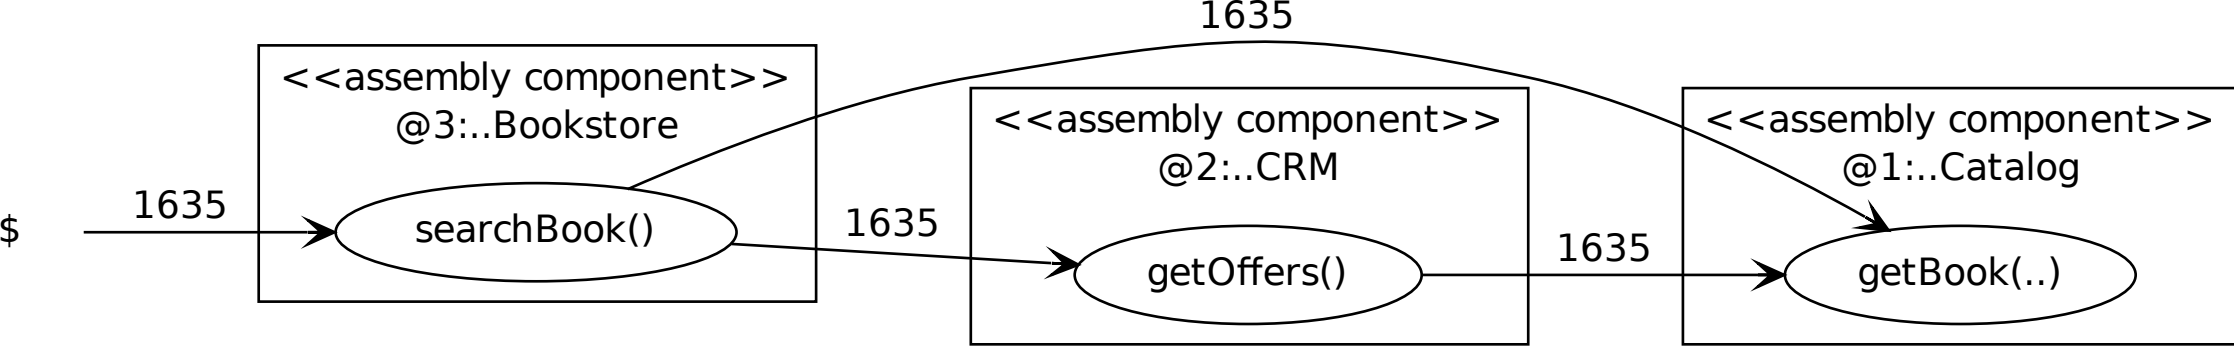 1635
<<assembly component>>
@3:..Bookstore
<<assembly component>>
@2:..CRM
<<assembly component>>
@1:..Catalog
$
1635
searchBook()
1635
getOffers()
1635
getBook(..)